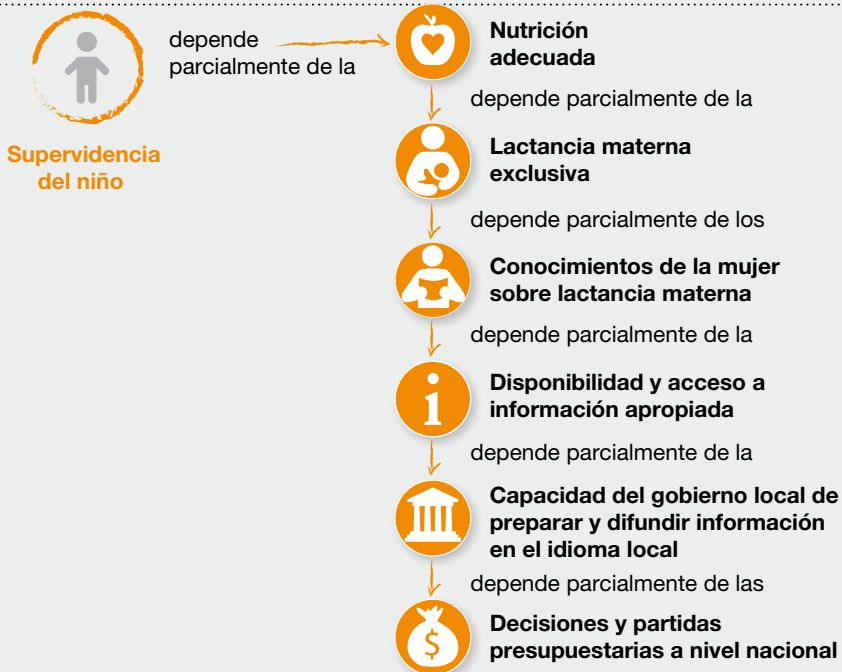 Supervidencia
del niño
depende
parcialmente de la
Nutrición
adecuada
depende parcialmente de la
Lactancia materna
exclusiva
depende parcialmente de los
Conocimientos de la mujer
sobre lactancia materna
depende parcialmente de la
i
Disponibilidad y acceso a
información apropiada
depende parcialmente de la
Capacidad del gobierno local de
preparar y difundir información
en el idioma local
depende parcialmente de las
$
Decisiones y partidas
presupuestarias a nivel nacional